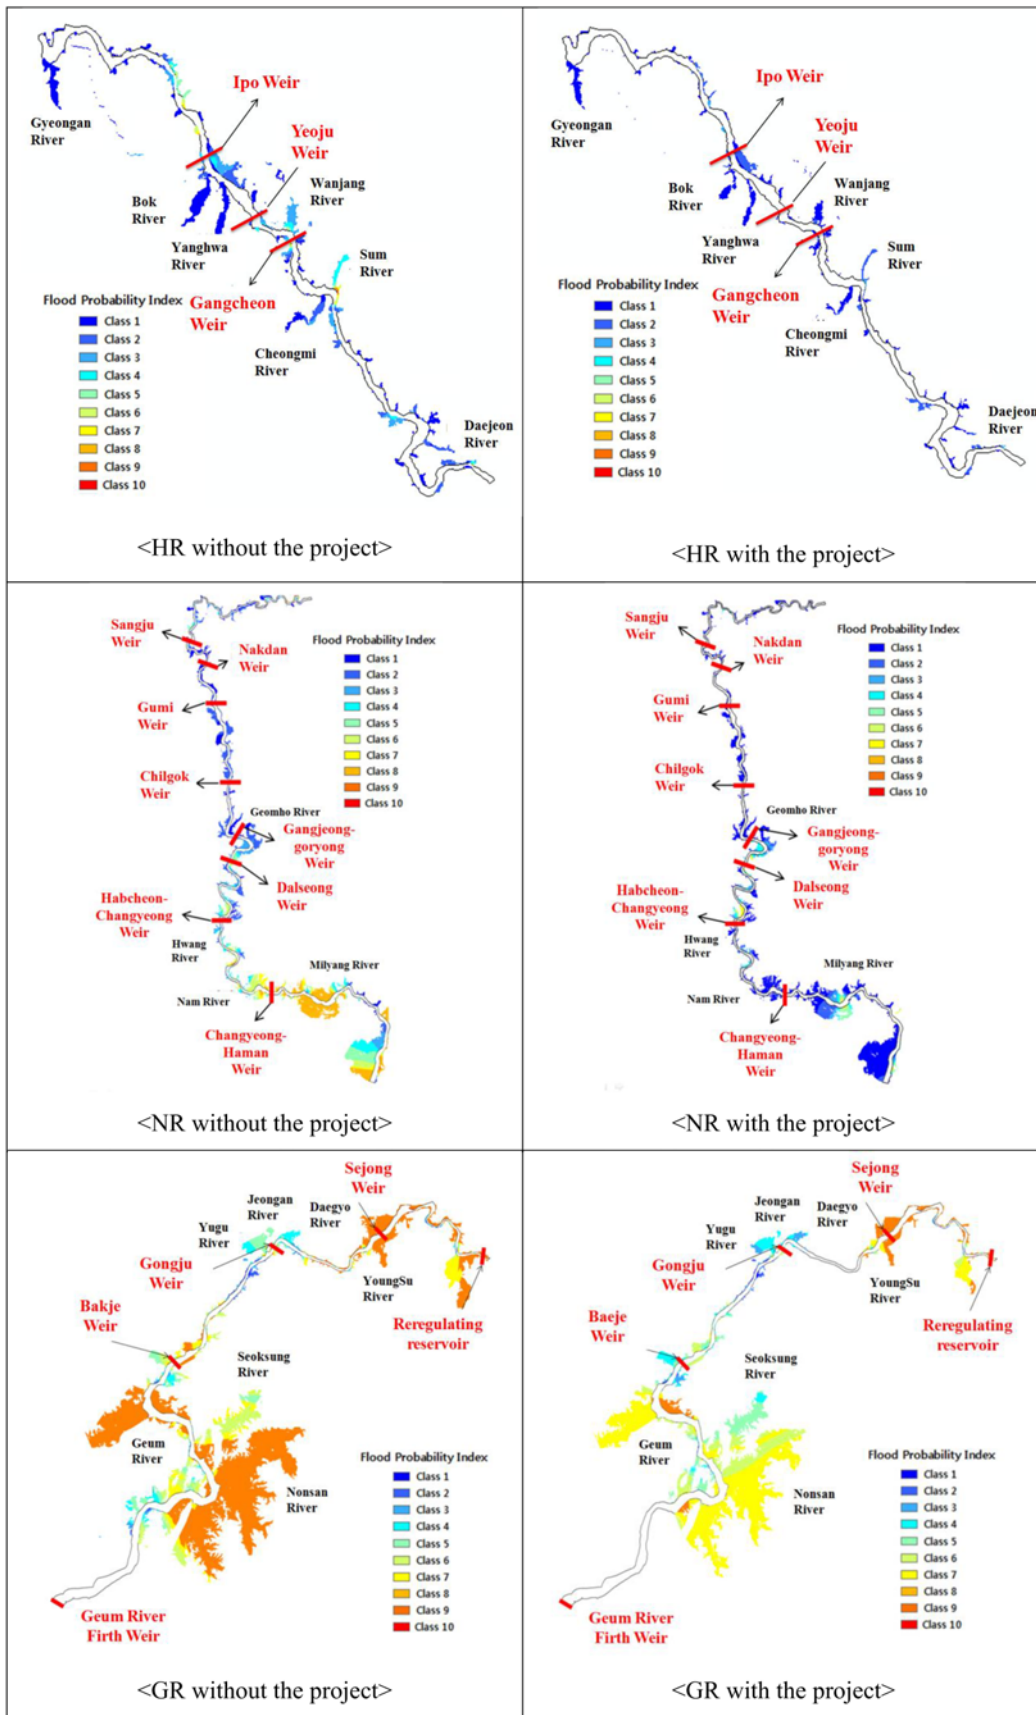 Ipo Weir
Yeoju
Weir
Gyeongan
River
Wanjang
River
Bok
River
Yanghwa
River
Sum
River
Flood Probability Index
Class 1
Class 2
Class 3
Class 4
Class 5
Class 6
Class 7
Class 8
Class 9
Class 10
Gangcheon
Weir
Cheongmi
River
Daejeon
River
<HR without the project>
Ipo Weir
Yeoju
Weir
Gyeongan
River
Wanjang
River
Bok
River
Yanghwa
River
Sum
River
Flood Probability Index
Class 1
Class 2
Class 3
Class 4
Class 5
Class 6
Class 7
Class 8
Class 9
Class 10
Gangcheon
Weir
Cheongmi
River
Daejeon
River
<HR with the project>
Sangju
Weir
Nakdan
Weir
Flood Probability Index
Class 1
Class 2
Class 3
Class 4
Class 5
Class 6
Class 7
Class 8
Class 9
Class 10
Gumi
Weir
Chilgok
Weir
Geomho River
Gangjeong-
goryong
Weir
Dalseong
Weir
Habcheon-
Changyeong
Weir
Hwang
River
Milyang River
Nam River
Changyeong-
Haman
Weir
<NR without the project>
Sangju
Weir
Nakdan
Weir
Flood Probability Index
Class 1
Class 2
Class 3
Class 4
Class 5
Class 6
Class 7
Class 8
Class 9
Class 10
Gumi
Weir
Chilgok
Weir
Geomho River
Gangjeong-
goryong
Weir
Dalseong
Weir
Habcheon-
Changyeong
Weir
Hwang
River
Milyang River
Nam River
Changyeong-
Haman
Weir
<NR with the project>
Sejong
Weir
Jeongan
River
Daegyo
River
Yugu
River
Gongju
Weir
YoungSu
River
Bakje
Weir
Reregulating
reservoir
Seoksung
River
Geum
River
Nonsan
River
Flood Probability Index
Class 1
Class 2
Class 3
Class 4
Class 5
Class 6
Class 7
Class 8
Class 9
Class 10
Geum River
Firth Weir
<GR without the project>
Sejong
Weir
Jeongan
River
Daegyo
River
Yugu
River
Gongju
Weir
YoungSu
River
Baeje
Weir
Reregulating
reservoir
Seoksung
River
Geum
River
Nonsan
River
Flood Probability Index
Class 1
Class 2
Class 3
Class 4
Class 5
Class 6
Class 7
Class 8
Class 9
Class 10
Geum River
Firth Weir
<GR with the project>